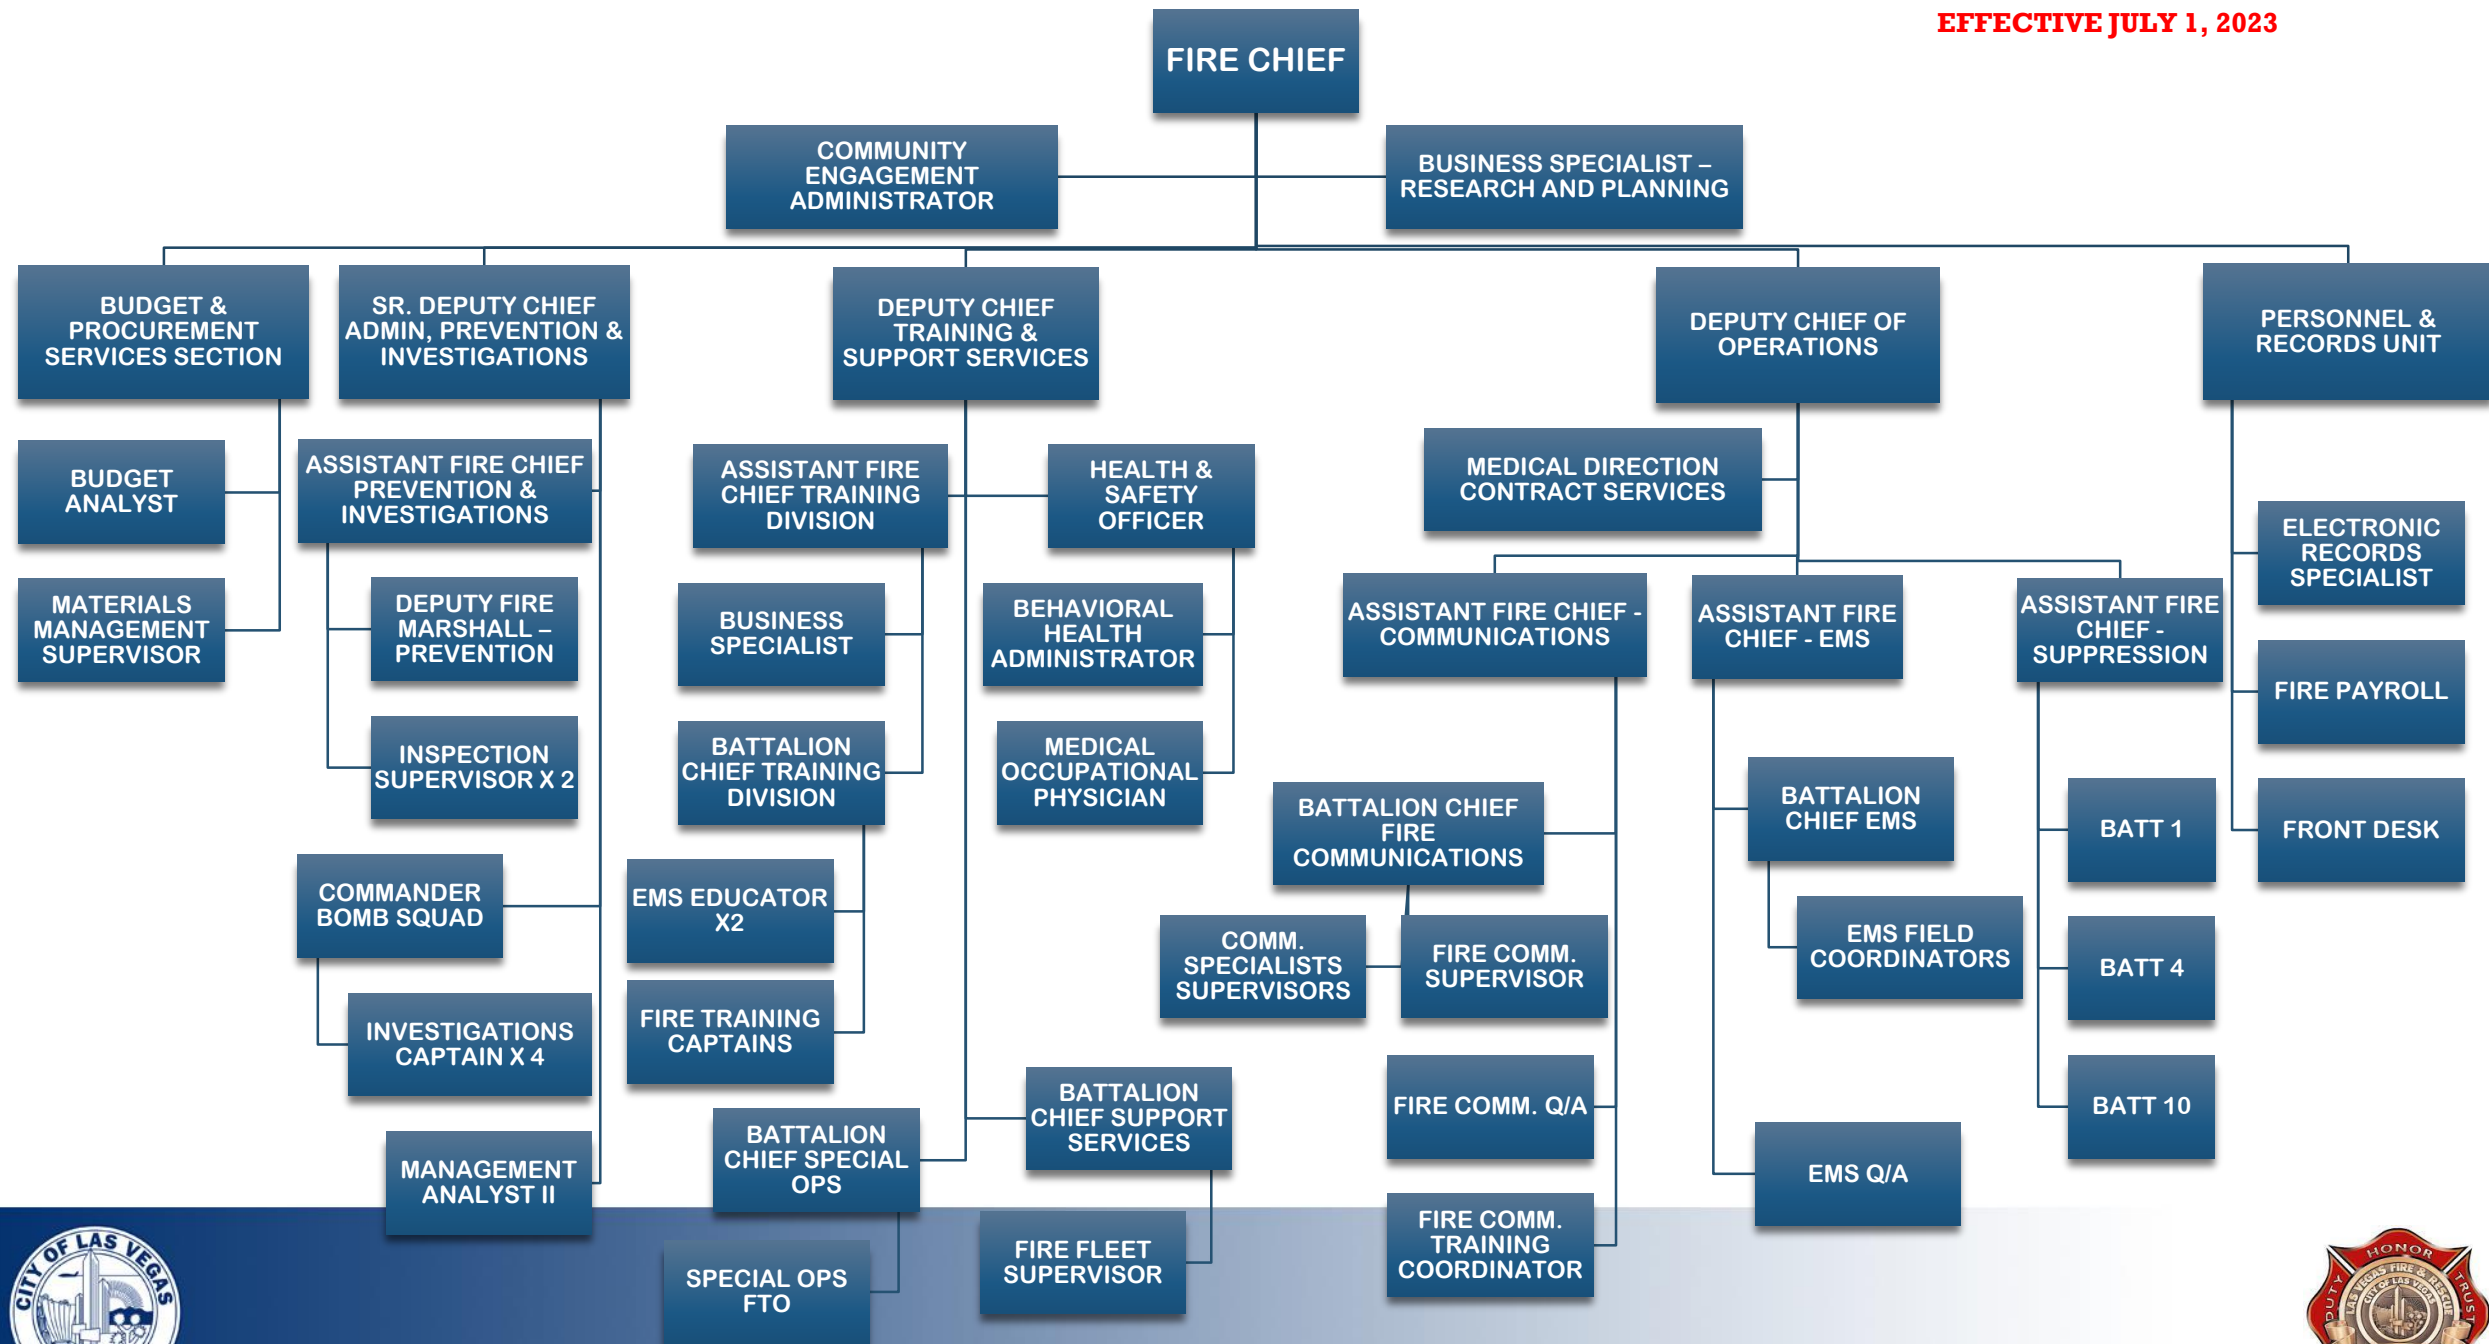 EFFECTIVE JULY 1, 2023
FIRE CHIEF
COMMUNITY
ENGAGEMENT
ADMINISTRATOR
BUSINESS SPECIALIST –
RESEARCH AND PLANNING
BUDGET &
PROCUREMENT
SERVICES SECTION
SR. DEPUTY CHIEF
ADMIN, PREVENTION &
INVESTIGATIONS
DEPUTY CHIEF
TRAINING &
SUPPORT SERVICES
DEPUTY CHIEF OF
OPERATIONS
PERSONNEL &
RECORDS UNIT
BUDGET
ANALYST
MATERIALS
MANAGEMENT
SUPERVISOR
ASSISTANT FIRE CHIEF
PREVENTION &
INVESTIGATIONS
DEPUTY FIRE
MARSHALL –
PREVENTION
INSPECTION
SUPERVISOR X 2
COMMANDER
BOMB SQUAD
INVESTIGATIONS
CAPTAIN X 4
MANAGEMENT
ANALYST II
ASSISTANT FIRE
CHIEF TRAINING
DIVISION
BUSINESS
SPECIALIST
BATTALION
CHIEF TRAINING
DIVISION
EMS EDUCATOR
X2
FIRE TRAINING
CAPTAINS
HEALTH &
SAFETY
OFFICER
BEHAVIORAL
HEALTH
ADMINISTRATOR
MEDICAL
OCCUPATIONAL
PHYSICIAN
BATTALION
CHIEF SPECIAL
OPS
SPECIAL OPS
FTO
BATTALION
CHIEF SUPPORT
SERVICES
FIRE FLEET
SUPERVISOR
MEDICAL DIRECTION
CONTRACT SERVICES
ASSISTANT FIRE CHIEF -
COMMUNICATIONS
BATTALION CHIEF
FIRE
COMMUNICATIONS
COMM.
SPECIALISTS
SUPERVISORS
FIRE COMM.
SUPERVISOR
FIRE COMM. Q/A
FIRE COMM.
TRAINING
COORDINATOR
ASSISTANT FIRE
CHIEF - EMS
BATTALION
CHIEF EMS
EMS FIELD
COORDINATORS
EMS Q/A
ASSISTANT FIRE
CHIEF -
SUPPRESSION
BATT 1
BATT 4
BATT 10
ELECTRONIC
RECORDS
SPECIALIST
FIRE PAYROLL
FRONT DESK
CITY OF LAS VEGAS
HONOR
DUTY
TRUST
LAS VEGAS FIRE & RESCUE
CITY OF LAS VEGAS